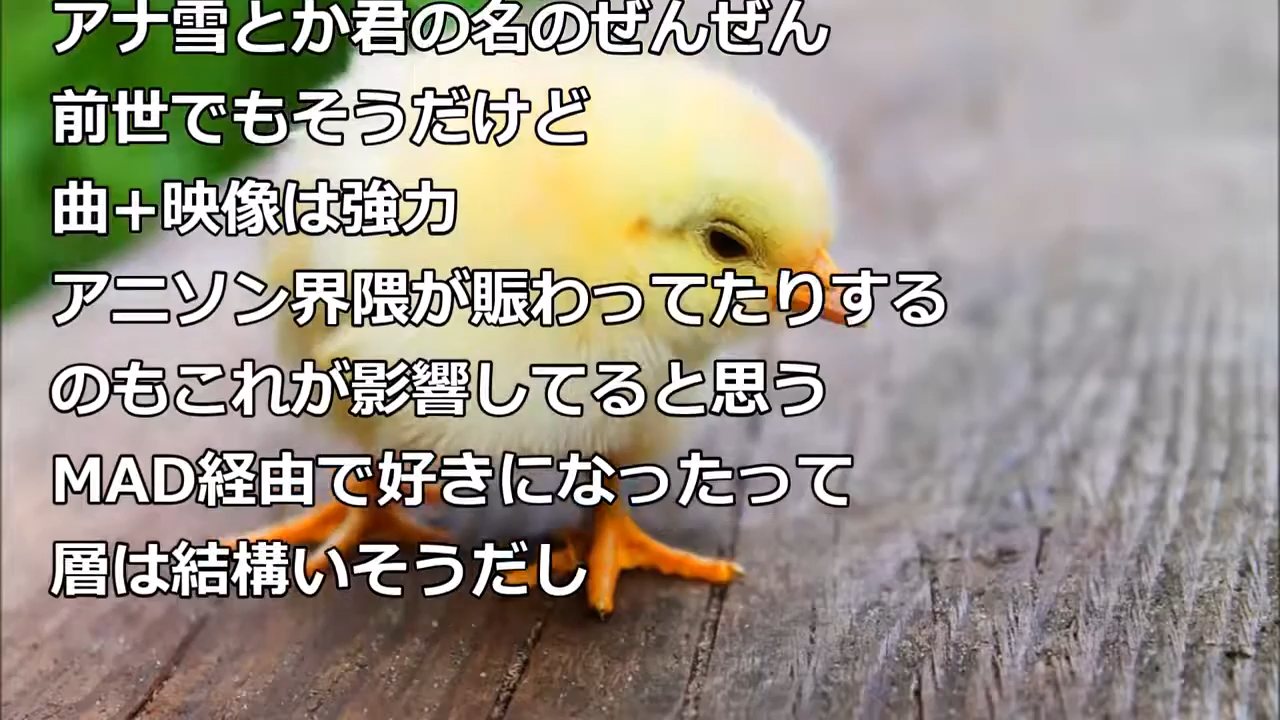 アナ雪とか君の名のぜんぜん
前世でもそうだけど
曲+映像は強力
アニソン界隈が賑わってたりする
のもこれが影響してると思う
MAD経由で好きになったって
層は結構いそうだし